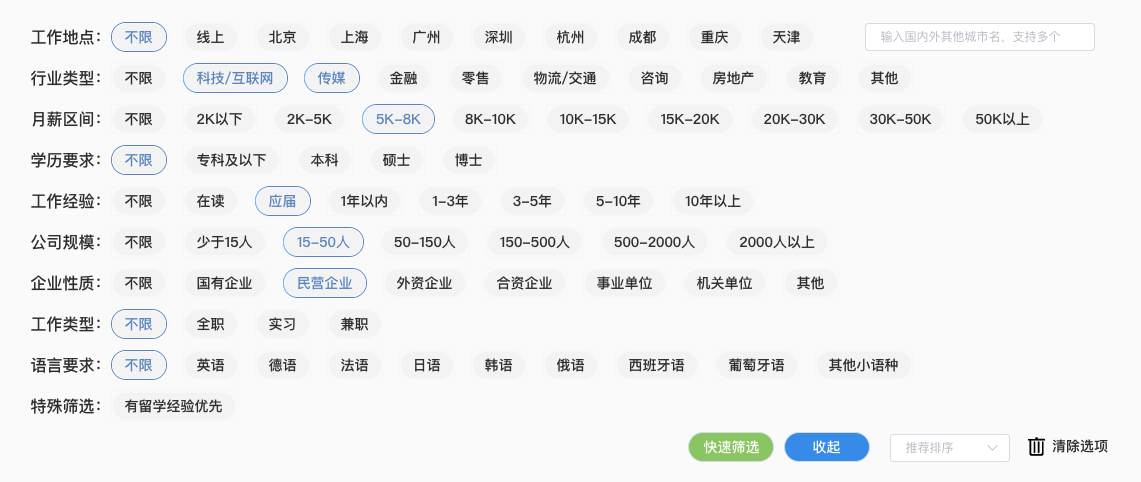 工作地点： 不限 线上 北京 上海 广州 深圳 杭州 成都 重庆 天津 输入国内外其他城市名，支持多个
行业类型： 不限 科技/互联网 传媒 金融 零售 物流/交通 咨询 房地产 教育 其他
月薪区间： 不限 2K以下 2K-5K 5K-8K 8K-10K 10K-15K 15K-20K 20K-30K 30K-50K 50K以上
学历要求： 不限 专科及以下 本科 硕士 博士
工作经验： 不限 在读 应届 1年以内 1-3年 3-5年 5-10年 10年以上
公司规模： 不限 少于15人 15-50人 50-150人 150-500人 500-2000人 2000人以上
企业性质： 不限 国有企业 民营企业 外资企业 合资企业 事业单位 机关单位 其他
工作类型： 不限 全职 实习 兼职
语言要求： 不限 英语 德语 法语 日语 韩语 俄语 西班牙语 葡萄牙语 其他小语种
特殊筛选： 有留学经验优先
快速筛选 收起 推荐排序 清除选项